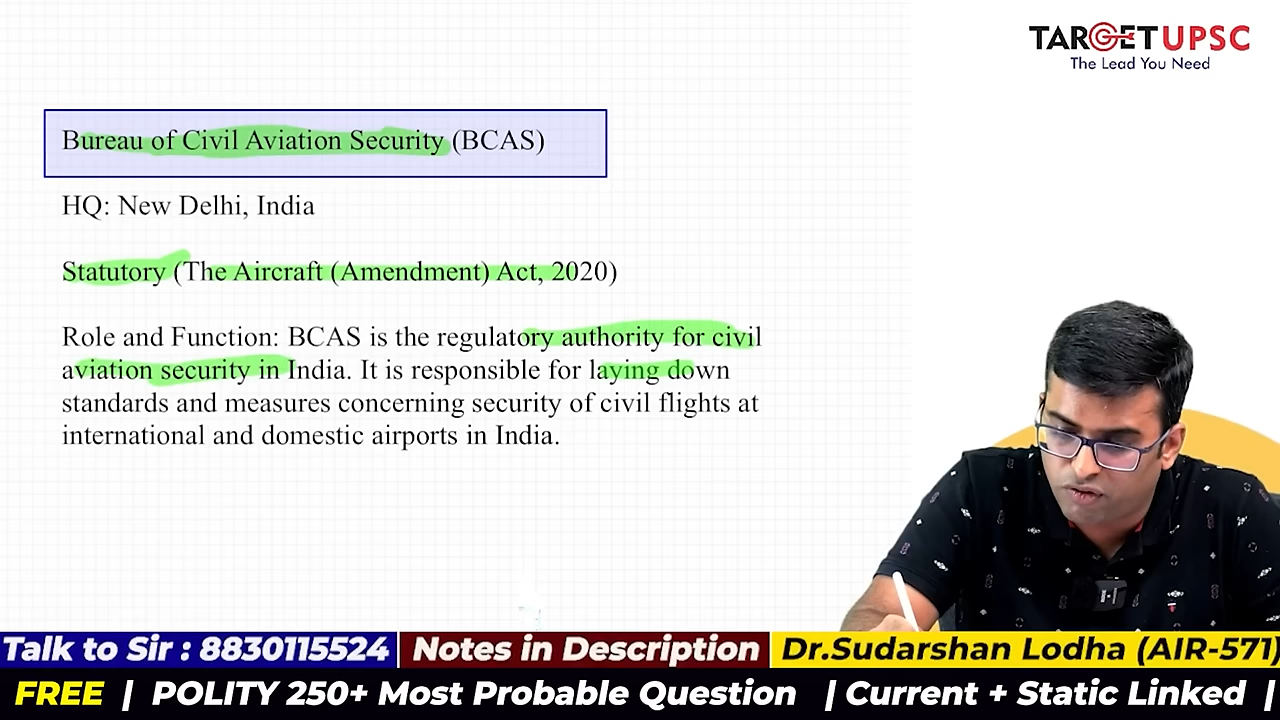 TARGET UPSC
The Lead You Need
Bureau of Civil Aviation Security (BCAS)
HQ: New Delhi, India
Statutory (The Aircraft (Amendment) Act, 2020)
Role and Function: BCAS is the regulatory authority for civil
aviation security in India. It is responsible for laying down
standards and measures concerning security of civil flights at
international and domestic airports in India.
Talk to Sir : 8830115524 Notes in Description Dr.Sudarshan Lodha (AIR-571)
FREE | POLITY 250+ Most Probable Question | Current + Static Linked |